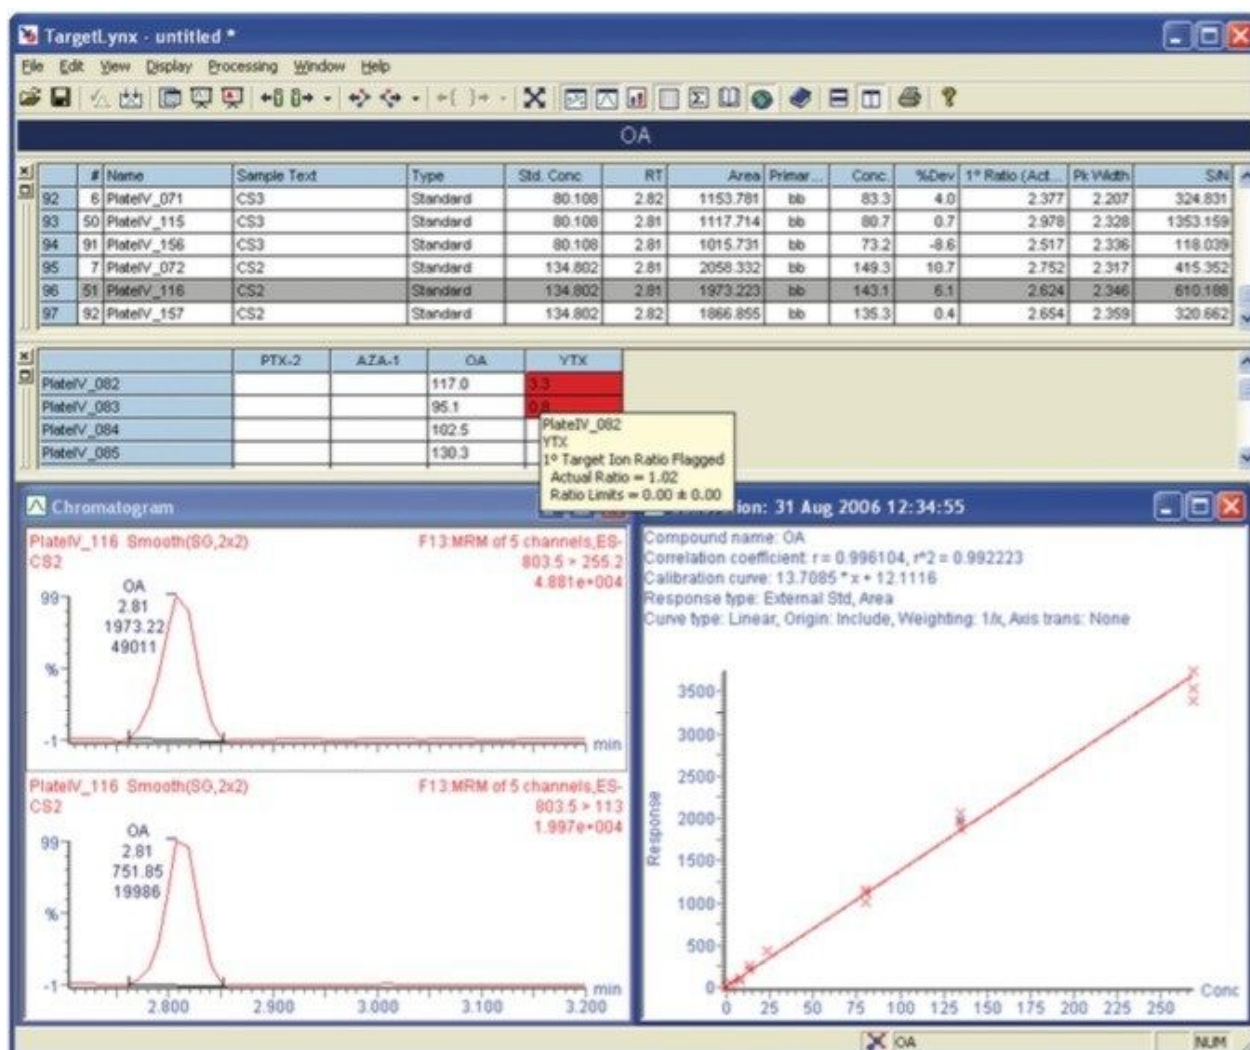 TargetLynx - untitled *
File Edit View Display Processing Window Help
OA
# Name Sample Text Type Std. Conc RT Area Primar... Conc. %Dev 1° Ratio (Act... Pk Width S/N
92 6 PlateIV_071 CS3 Standard 80.108 2.82 1153.781 bb 83.3 4.0 2.377 2.207 324.831
93 50 PlateIV_115 CS3 Standard 80.108 2.81 1117.714 bb 80.7 0.7 2.978 2.328 1353.159
94 91 PlateIV_156 CS3 Standard 80.108 2.81 1015.731 bb 73.2 -8.6 2.517 2.336 118.039
95 7 PlateIV_072 CS2 Standard 134.802 2.81 2058.332 bb 149.3 10.7 2.752 2.317 415.352
96 51 PlateIV_116 CS2 Standard 134.802 2.81 1973.223 bb 143.1 6.1 2.624 2.346 610.188
97 92 PlateIV_157 CS2 Standard 134.802 2.82 1866.855 bb 135.3 0.4 2.654 2.359 320.662
PTX-2 AZA-1 OA YTX
PlateIV_082 117.0 3.3
PlateIV_083 95.1 0.8
PlateIV_084 102.5
PlateIV_085 130.3
PlateIV_082
YTX
1° Target Ion Ratio Flagged
Actual Ratio = 1.02
Ratio Limits = 0.00 ± 0.00
Chromatogram
PlateIV_116 Smooth(SG,2x2) F13:MRM of 5 channels,ES-
CS2 803.5 > 255.2
4.881e+004
OA
2.81
1973.22
49011
99
%
-1
min
PlateIV_116 Smooth(SG,2x2) F13:MRM of 5 channels,ES-
CS2 803.5 > 113
1.997e+004
OA
2.81
751.85
19986
99
%
-1
min
2.800 2.900 3.000 3.100 3.200
ion: 31 Aug 2006 12:34:55
Compound name: OA
Correlation coefficient: r = 0.996104, r^2 = 0.992223
Calibration curve: 13.7085 * x + 12.1116
Response type: External Std, Area
Curve type: Linear, Origin: Include, Weighting: 1/x, Axis trans: None
Response
3500
3000
2500
2000
1500
1000
500
0
Conc
0 25 50 75 100 125 150 175 200 225 250
OA NUM